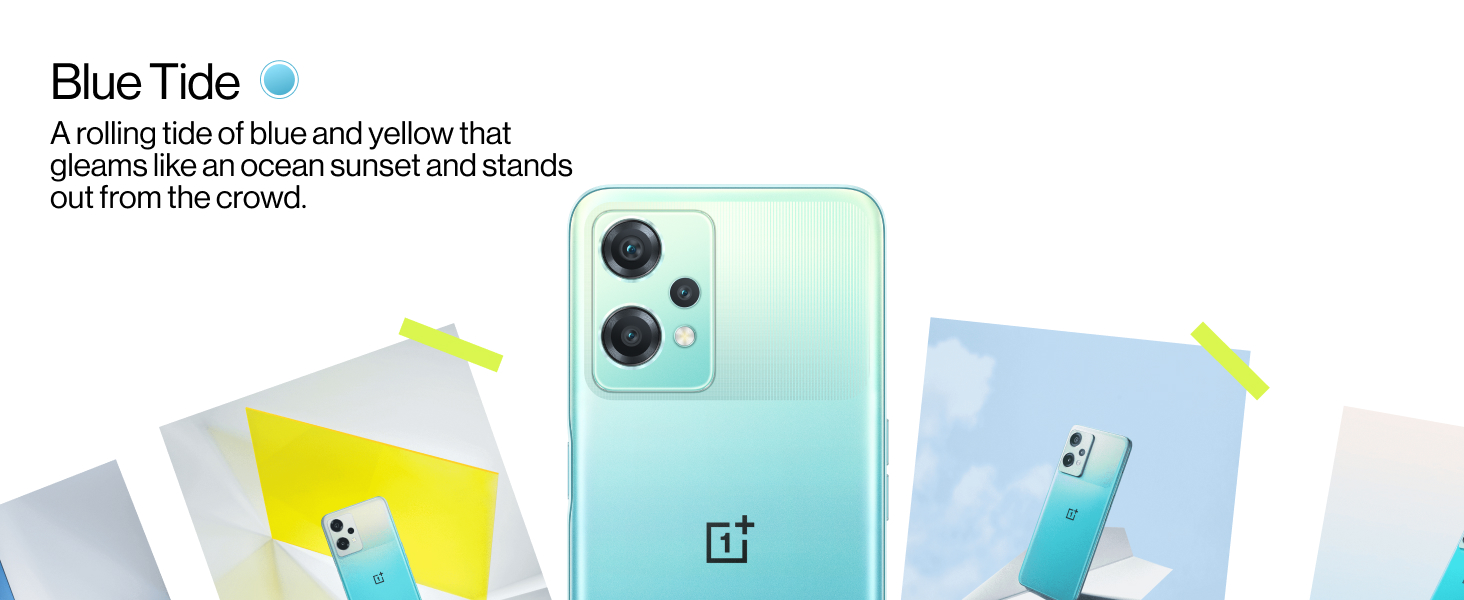 Blue Tide
A rolling tide of blue and yellow that
gleams like an ocean sunset and stands
out from the crowd.
1+